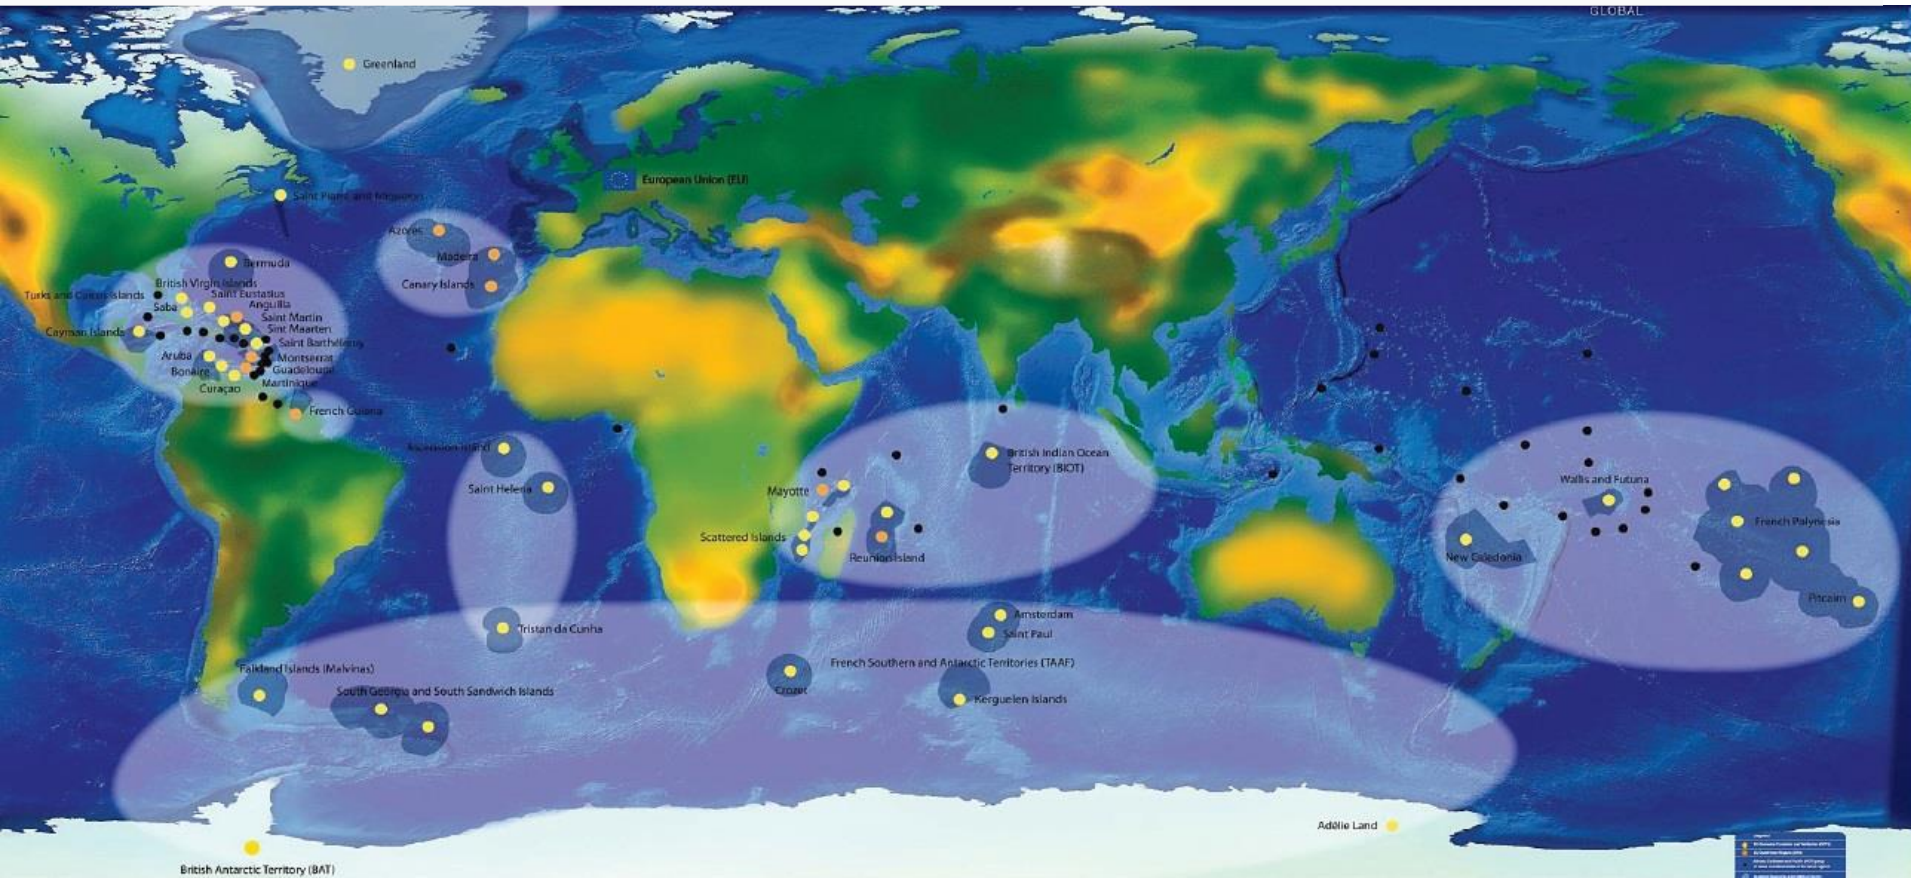 GLOBAL
Greenland
European Union (EU)
Saint Pierre and Miquelon
Azores
Madeira
Canary Islands
Bermuda
British Virgin Islands
Turks and Caicos Islands
Saint Eustatius
Saba
Anguilla
Saint Martin
Cayman Islands
Sint Maarten
Saint Barthélemy
Aruba
Montserrat
Bonaire
Guadeloupe
Curaçao
Martinique
French Guiana
Ascension Island
Saint Helena
British Indian Ocean
Territory (BIOT)
Mayotte
Scattered Islands
Reunion Island
Wallis and Futuna
French Polynesia
New Caledonia
Pitcairn
Tristan da Cunha
Amsterdam
Saint Paul
Falkland Islands (Malvinas)
French Southern and Antarctic Territories (TAAF)
South Georgia and South Sandwich Islands
Crozet
Kerguelen Islands
Adélie Land
British Antarctic Territory (BAT)